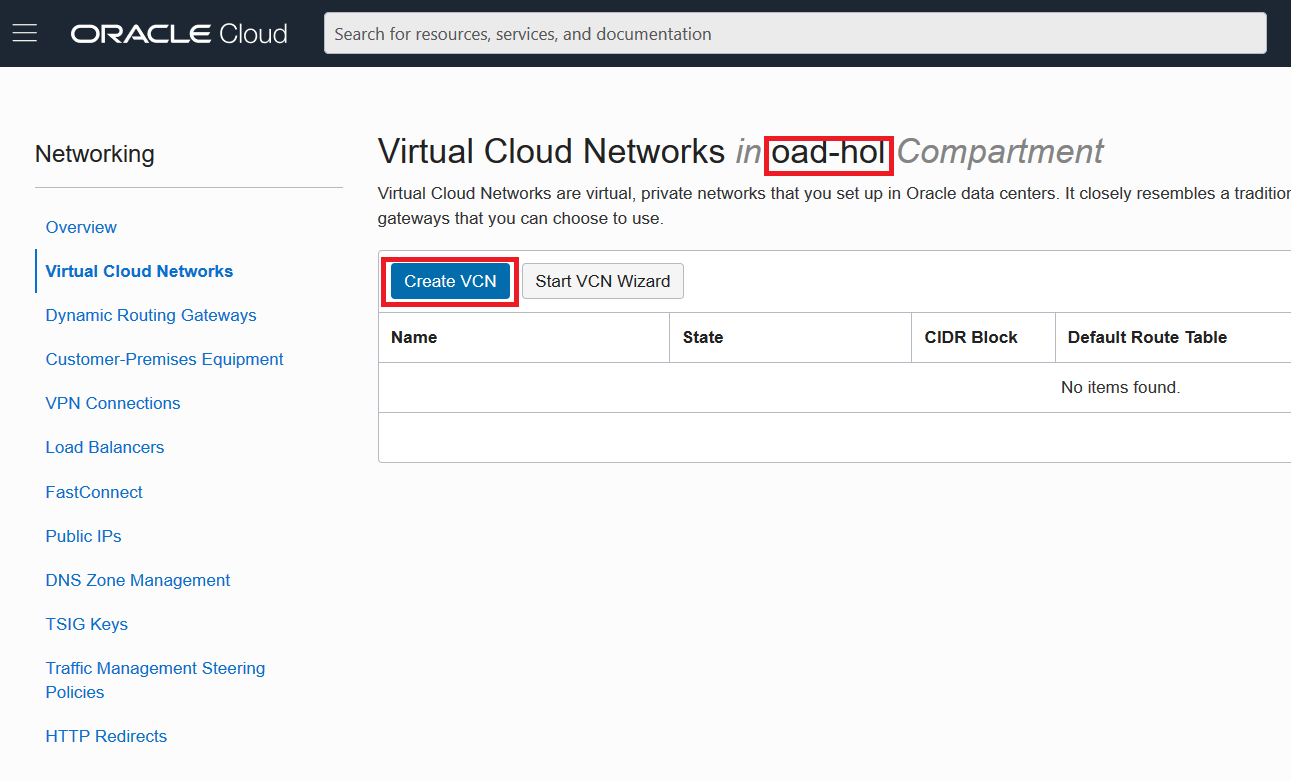 ORACLE Cloud
Search for resources, services, and documentation
Networking
Overview
Virtual Cloud Networks
Dynamic Routing Gateways
Customer-Premises Equipment
VPN Connections
Load Balancers
FastConnect
Public IPs
DNS Zone Management
TSIG Keys
Traffic Management Steering
Policies
HTTP Redirects
Virtual Cloud Networks in oad-hol Compartment
Virtual Cloud Networks are virtual, private networks that you set up in Oracle data centers. It closely resembles a
gateways that you can choose to use.
Create VCN
Start VCN Wizard
Name State CIDR Block Default Route Table
No items found.